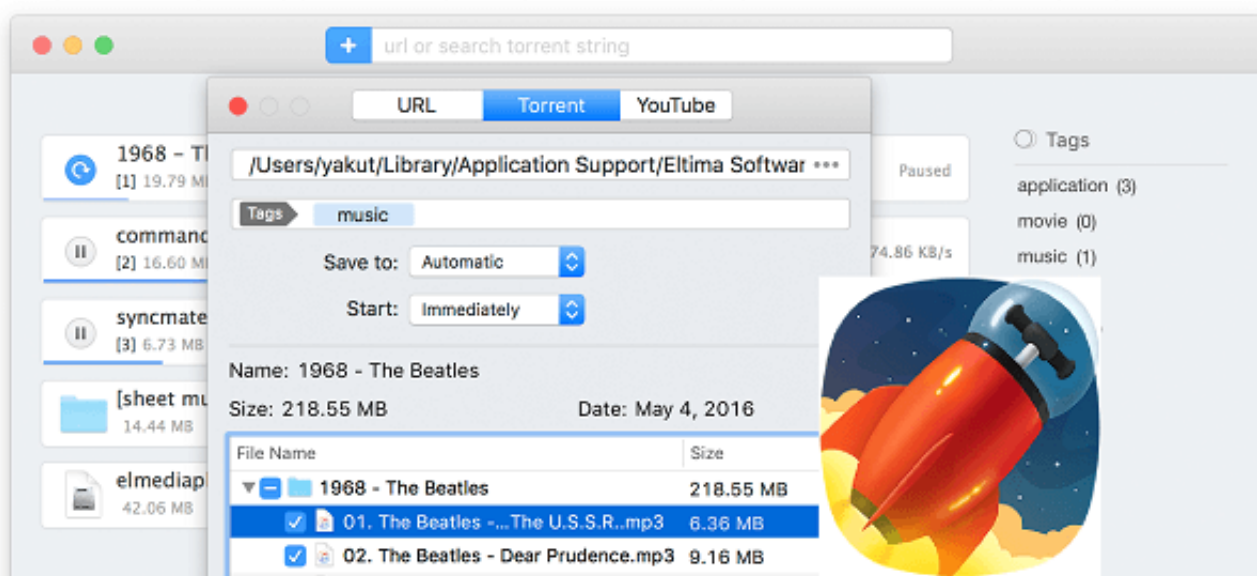 url or search torrent string
URL Torrent YouTube
/Users/yakut/Library/Application Support/Eltima Softwar •••
Tags music
Save to: Automatic
Start: Immediately
Name: 1968 - The Beatles
Size: 218.55 MB Date: May 4, 2016
File Name Size
1968 - The Beatles 218.55 MB
01. The Beatles -...The U.S.S.R..mp3 6.36 MB
02. The Beatles - Dear Prudence.mp3 9.16 MB
1968 - T
[1] 19.79 M
command
[2] 16.60 M
syncmate
[3] 6.73 MB
[sheet mu
14.44 MB
elmediap
42.06 MB
Paused
74.86 KB/s
Tags
application (3)
movie (0)
music (1)